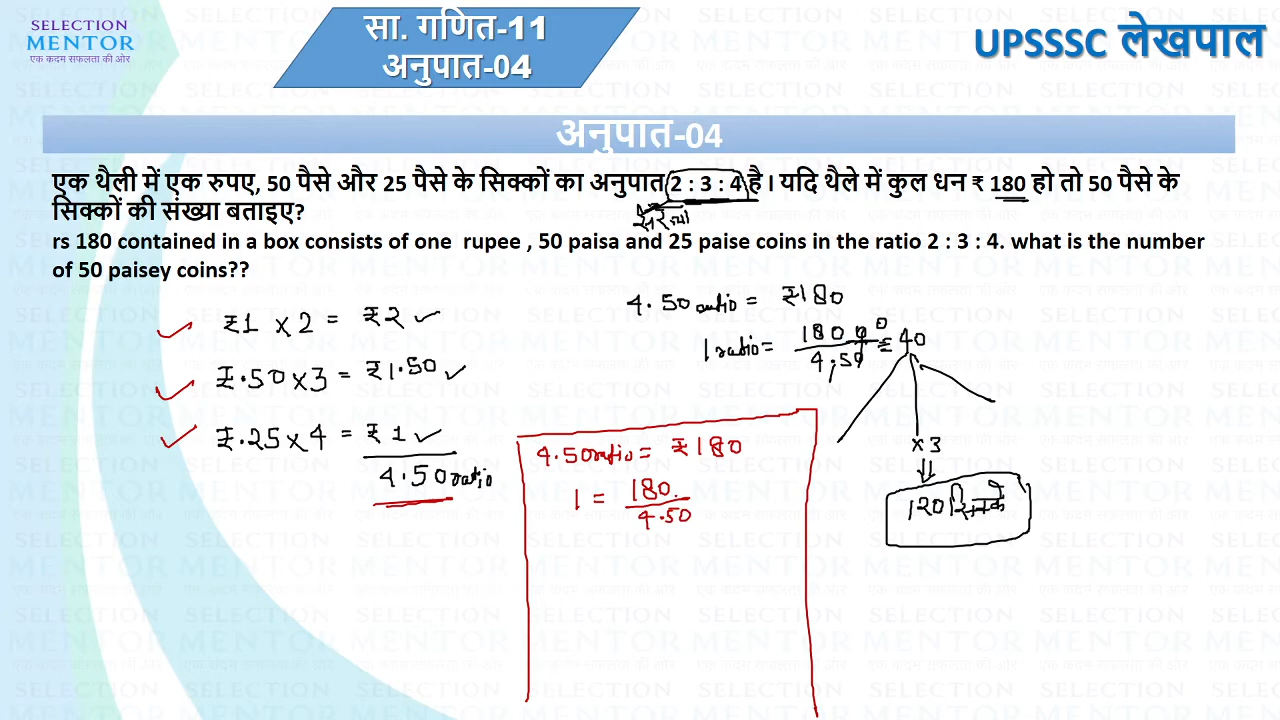 SELECTION
MENTOR
एक कदम सफलता की ओर
सा. गणित-11
अनुपात-04
UPSSSC लेखपाल
अनुपात-04
एक थैली में एक रुपए, 50 पैसे और 25 पैसे के सिक्कों का अनुपात 2 : 3 : 4 है । यदि थैले में कुल धन ₹ 180 हो तो 50 पैसे के
सिक्कों की संख्या बताइए?
rs 180 contained in a box consists of one rupee , 50 paisa and 25 paise coins in the ratio 2 : 3 : 4. what is the number
of 50 paisey coins??
₹1 x 2 = ₹2
₹.50 x 3 = ₹1.50
₹.25 x 4 = ₹1
4.50 ratio
4.50 ratio = ₹180
1 ratio =
4.50
= 40
x 3
4.50 ratio = ₹180
1 = 180
4.50